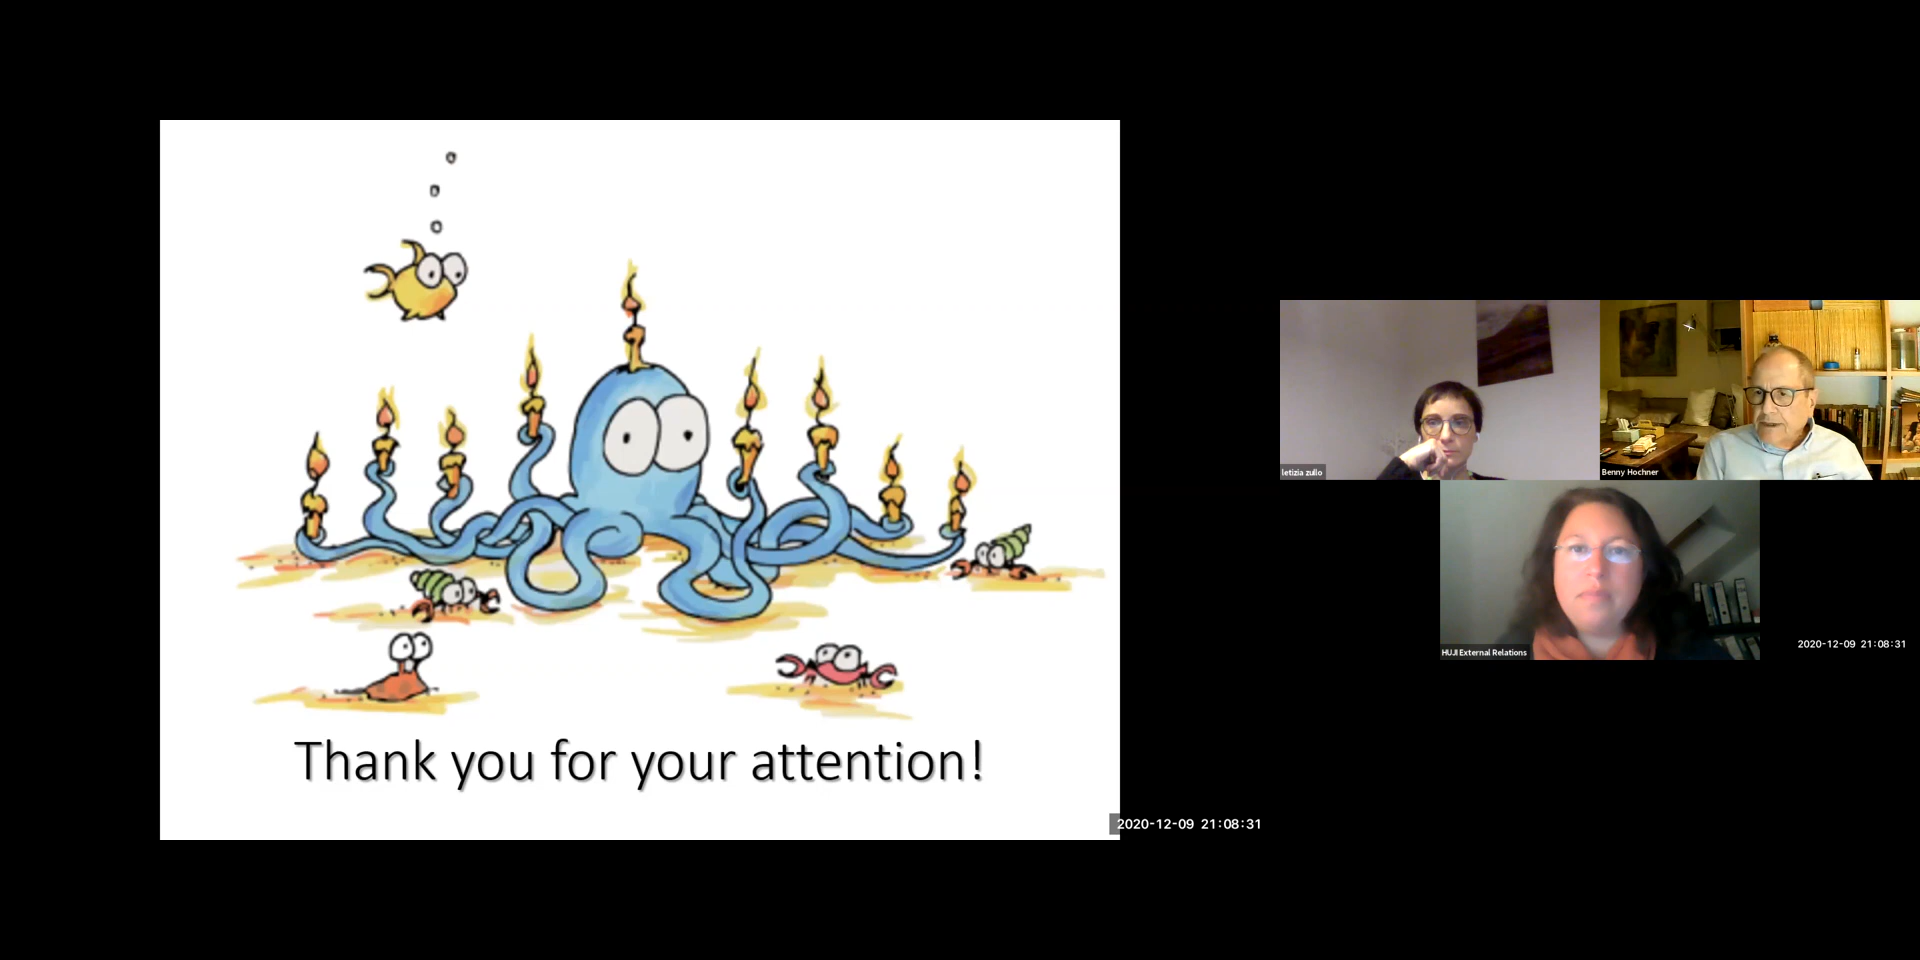 Thank you for your attention!
2020-12-09 21:08:31
letizia zullo
Benny Hochner
HUJI External Relations
2020-12-09 21:08:31